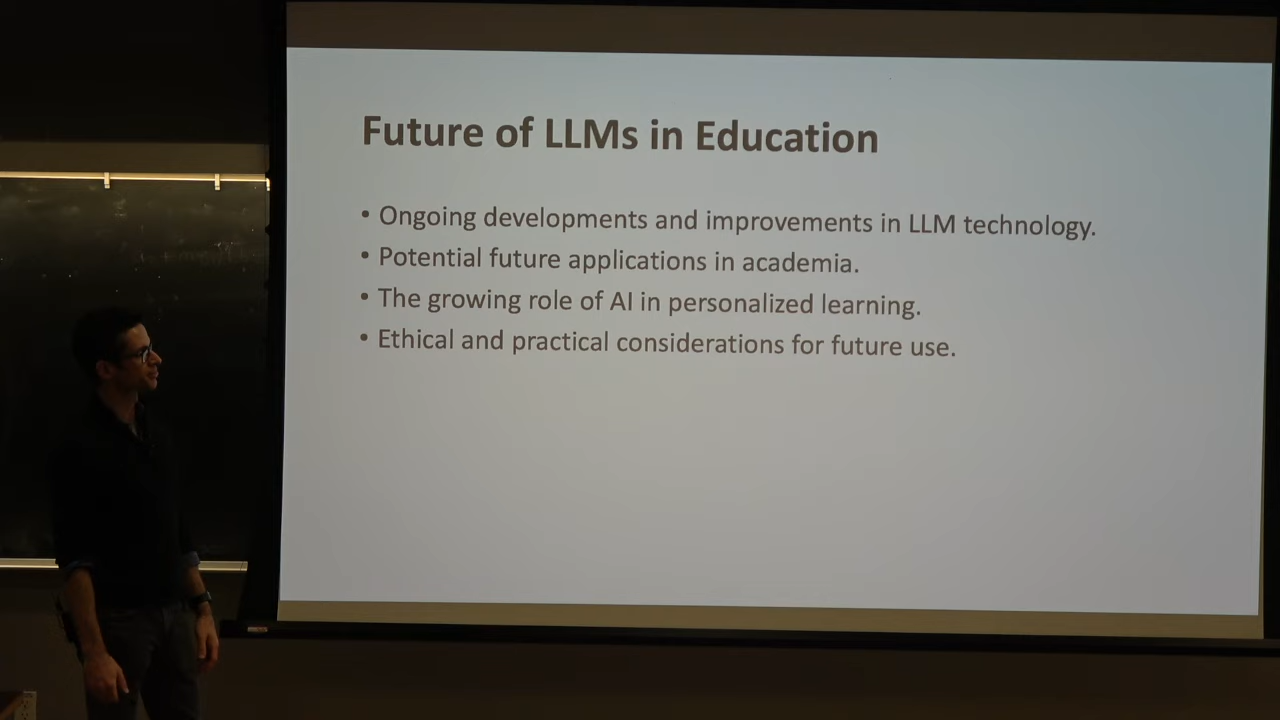 Future of LLMs in Education
• Ongoing developments and improvements in LLM technology.
• Potential future applications in academia.
• The growing role of AI in personalized learning.
• Ethical and practical considerations for future use.